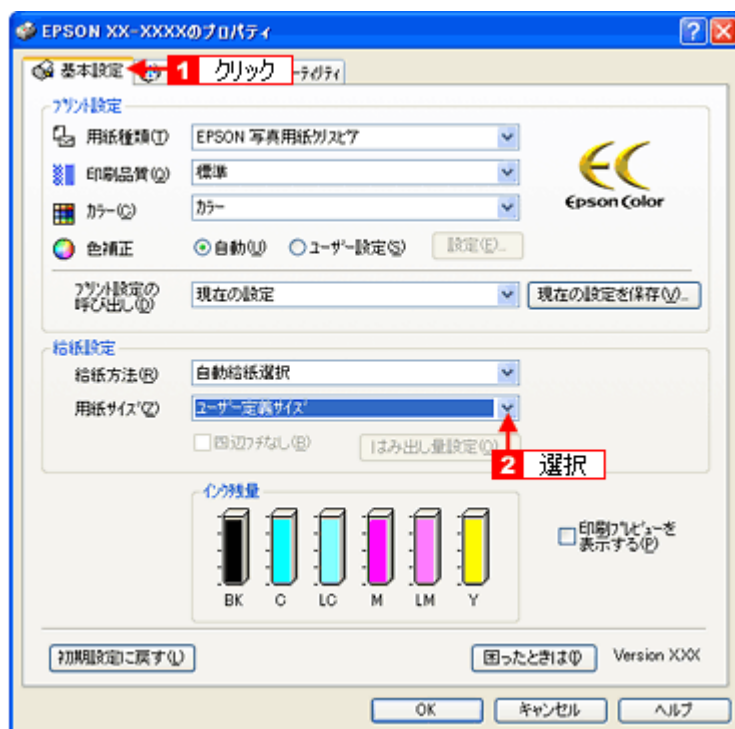 EPSON XX-XXXXのプロパティ
基本設定
1 クリック
ーティリティ
プリント設定
用紙種類(T) EPSON 写真用紙クリスピア
印刷品質(Q) 標準
カラー(C) カラー
EC
Epson Color
色補正 自動(U) ユーザー設定(S) 設定(E)...
プリント設定の
呼び出し(D) 現在の設定 現在の設定を保存(V)...
給紙設定
給紙方法(R) 自動給紙選択
用紙サイズ(Z) ユーザー定義サイズ
四辺フチなし(B) はみ出し量設定(O)
2 選択
インク残量
BK C LC M LM Y
印刷プレビューを
表示する(P)
初期設定に戻す(L) 困ったときは(I) Version XXX
OK キャンセル ヘルプ